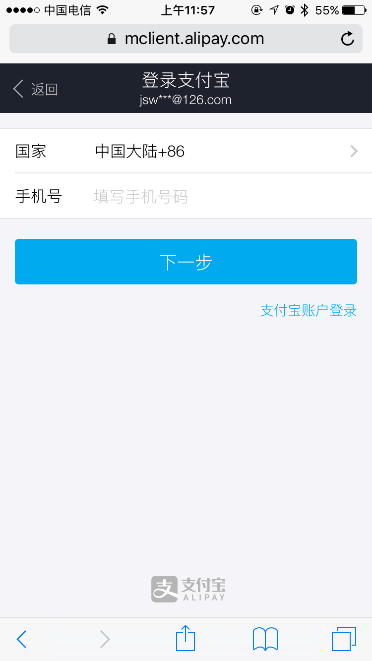 中国电信 上午11:57 55%
mclient.alipay.com
返回 登录支付宝
jsw***@126.com
国家 中国大陆+86
手机号 填写手机号码
下一步
支付宝账户登录
支 支付宝
ALIPAY